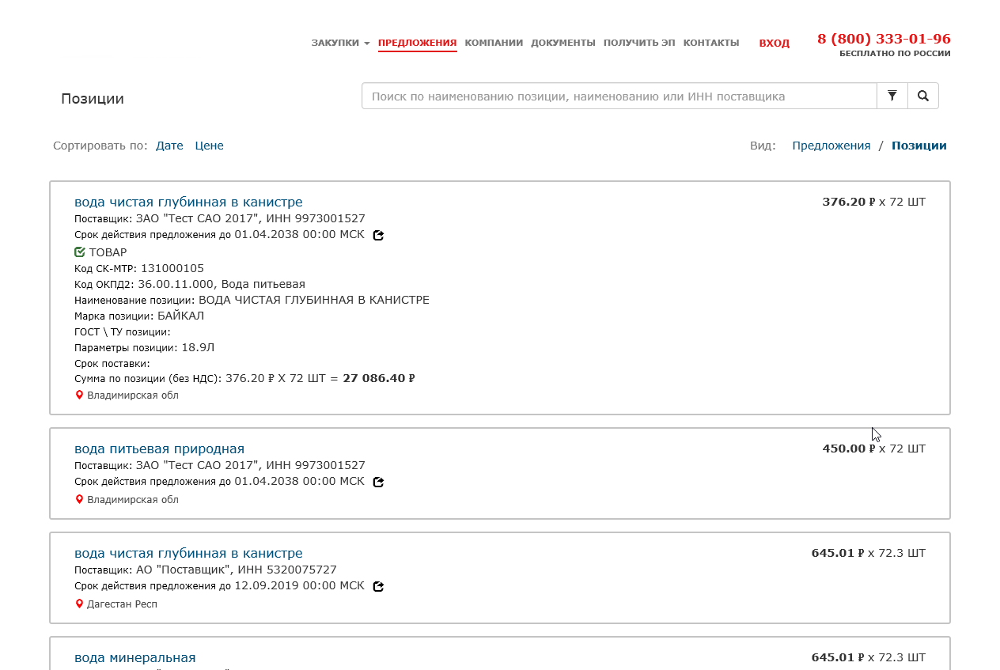 ЗАКУПКИ ПРЕДЛОЖЕНИЯ КОМПАНИИ ДОКУМЕНТЫ ПОЛУЧИТЬ ЭП КОНТАКТЫ ВХОД 8 (800) 333-01-96
БЕСПЛАТНО ПО РОССИИ
Позиции Поиск по наименованию позиции, наименованию или ИНН поставщика
Сортировать по: Дате Цене Вид: Предложения / Позиции
вода чистая глубинная в канистре 376.20 ₽ x 72 ШТ
Поставщик: ЗАО "Тест САО 2017", ИНН 9973001527
Срок действия предложения до 01.04.2038 00:00 МСК
ТОВАР
Код СК-МТР: 131000105
Код ОКПД2: 36.00.11.000, Вода питьевая
Наименование позиции: ВОДА ЧИСТАЯ ГЛУБИННАЯ В КАНИСТРЕ
Марка позиции: БАЙКАЛ
ГОСТ \ ТУ позиции:
Параметры позиции: 18.9Л
Срок поставки:
Сумма по позиции (без НДС): 376.20 ₽ X 72 ШТ = 27 086.40 ₽
Владимирская обл
вода питьевая природная 450.00 ₽ x 72 ШТ
Поставщик: ЗАО "Тест САО 2017", ИНН 9973001527
Срок действия предложения до 01.04.2038 00:00 МСК
Владимирская обл
вода чистая глубинная в канистре 645.01 ₽ x 72.3 ШТ
Поставщик: АО "Поставщик", ИНН 5320075727
Срок действия предложения до 12.09.2019 00:00 МСК
Дагестан Респ
вода минеральная 645.01 ₽ x 72.3 ШТ